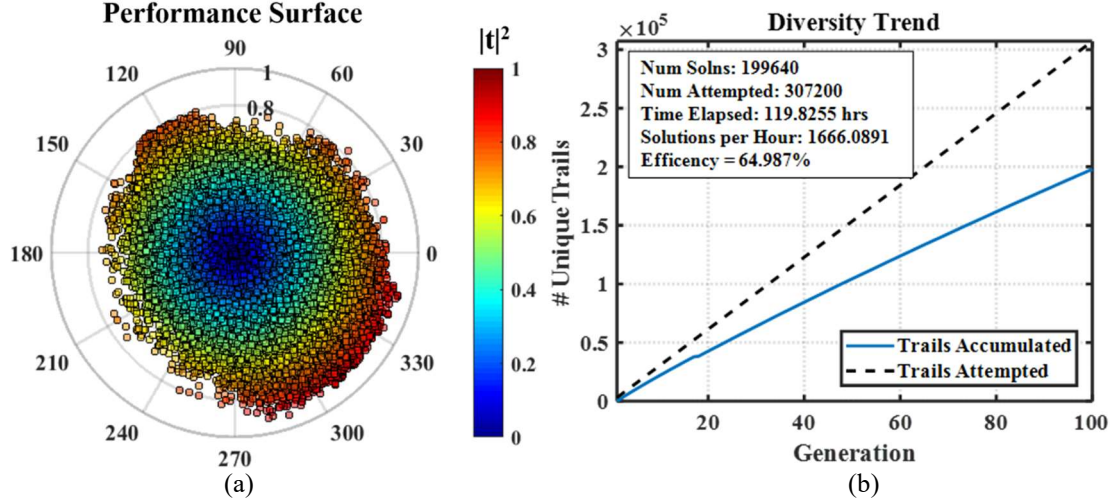 Performance Surface
90
120
60
150
30
180
0
210
330
240
300
270
1
0.8
|t|²
1
0.8
0.6
0.4
0.2
0
(a)
Diversity Trend
×10⁵
3
2.5
2
1.5
1
0.5
0
# Unique Trails
Num Solns: 199640
Num Attempted: 307200
Time Elapsed: 119.8255 hrs
Solutions per Hour: 1666.0891
Efficency = 64.987%
Trails Accumulated
Trails Attempted
20
40
60
80
100
Generation
(b)